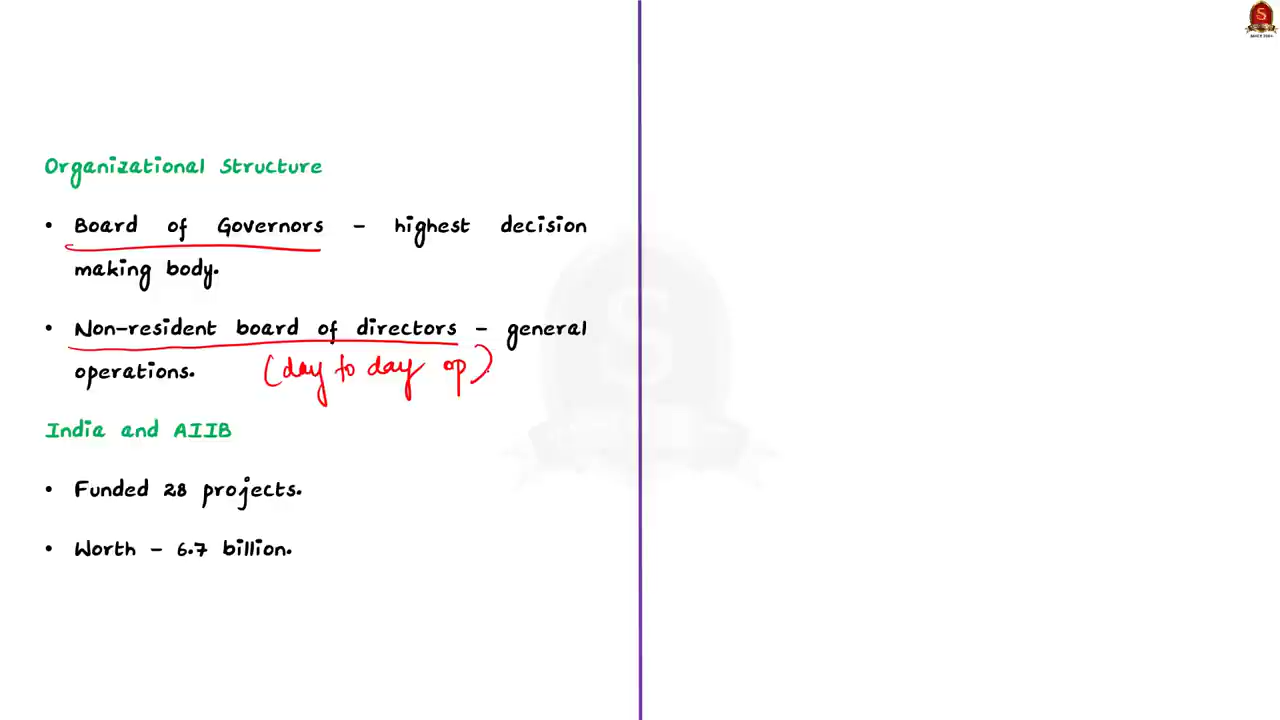 Organizational Structure
• Board of Governors - highest decision
making body.
• Non-resident board of directors - general
operations. (day to day op)
India and AIIB
• Funded 28 projects.
• Worth - 6.7 billion.
S
S